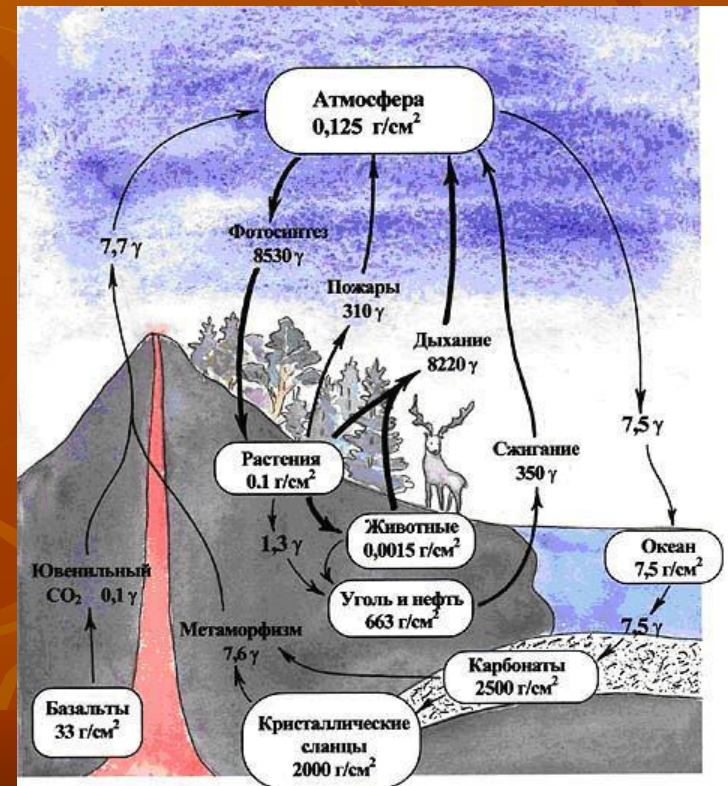 Атмосфера
0,125 г/см²
7,7 γ
Фотосинтез
8530 γ
Пожары
310 γ
Дыхание
8220 γ
Сжигание
350 γ
7,5 γ
Растения
0.1 г/см²
1,3 γ
Животные
0,0015 г/см²
Уголь и нефть
663 г/см²
Океан
7,5 г/см²
7,5 γ
Ювенильный
CO₂ 0,1 γ
Метаморфизм
7,6 γ
Карбонаты
2500 г/см²
Базальты
33 г/см²
Кристаллические
сланцы
2000 г/см²